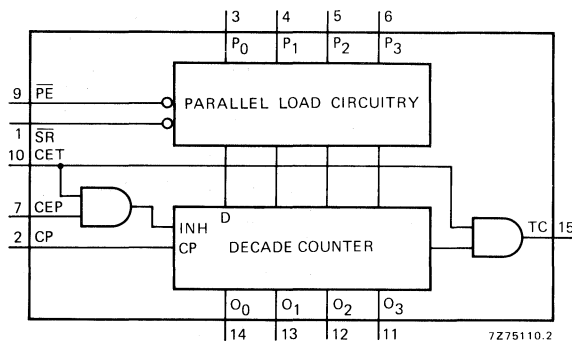 3 4 5 6
P0 P1 P2 P3
9 PE
PARALLEL LOAD CIRCUITRY
1 SR
10 CET
7 CEP
2 CP
D
INH
CP
DECADE COUNTER
TC 15
O0 O1 O2 O3
14 13 12 11
7Z75110.2